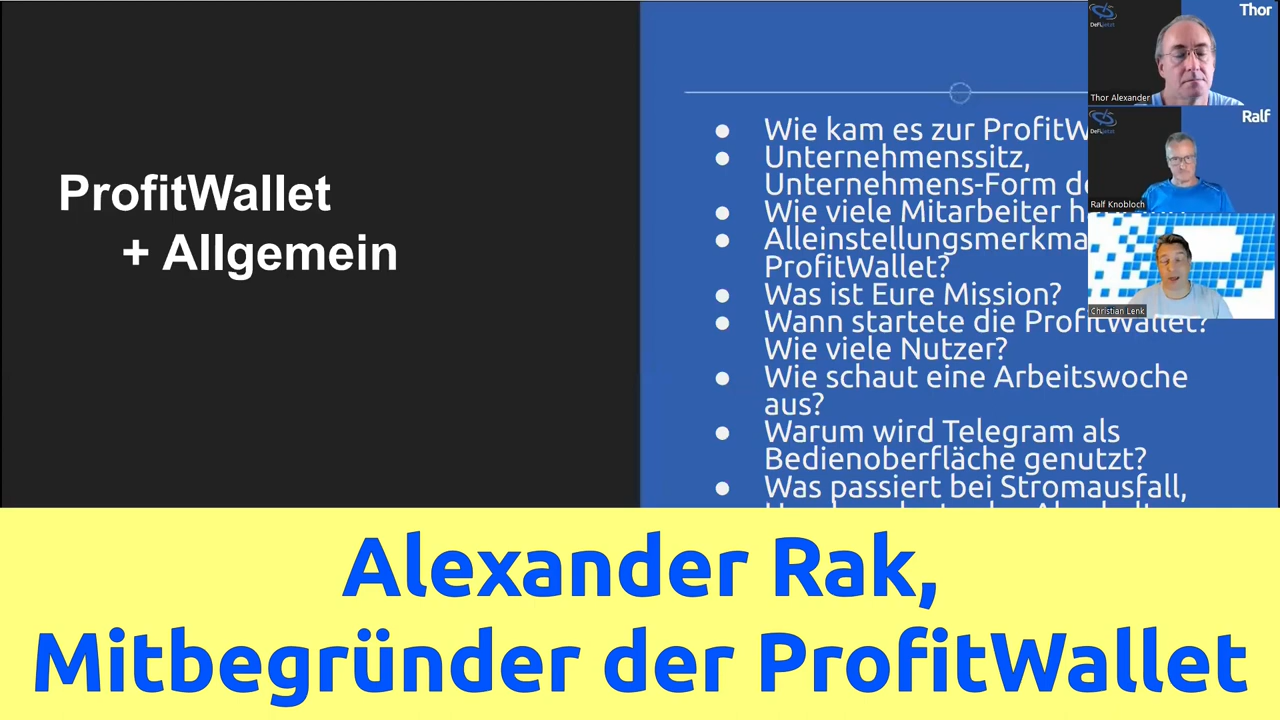 ProfitWallet
+ Allgemein
● Wie kam es zur ProfitW
● Unternehmenssitz,
Unternehmens-Form de
● Wie viele Mitarbeiter
● Alleinstellungsmerkma
ProfitWallet?
● Was ist Eure Mission?
● Wann startete die ProfitWallet?
Wie viele Nutzer?
● Wie schaut eine Arbeitswoche
aus?
● Warum wird Telegram als
Bedienoberfläche genutzt?
● Was passiert bei Stromausfall,
Thor
Thor Alexander
Ralf
Ralf Knobloch
Christian Lenk
Alexander Rak,
Mitbegründer der ProfitWallet